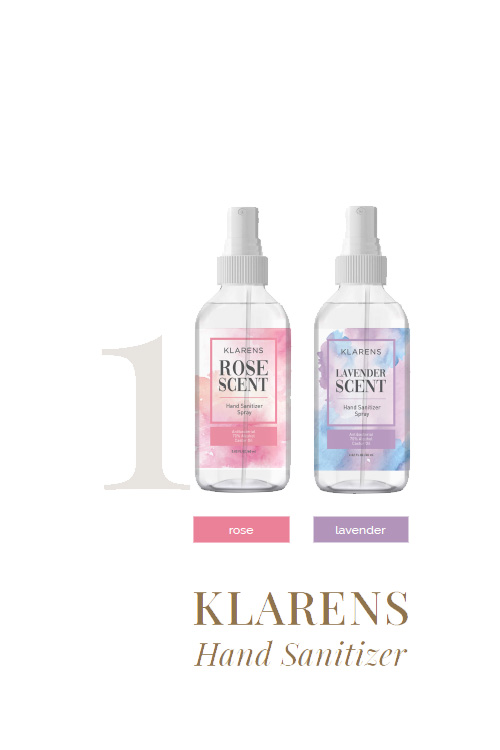 1
KLARENS
ROSE
SCENT
Hand Sanitizer
Spray
KLARENS
LAVENDER
SCENT
Hand Sanitizer
Spray
rose
lavender
KLARENS
Hand Sanitizer